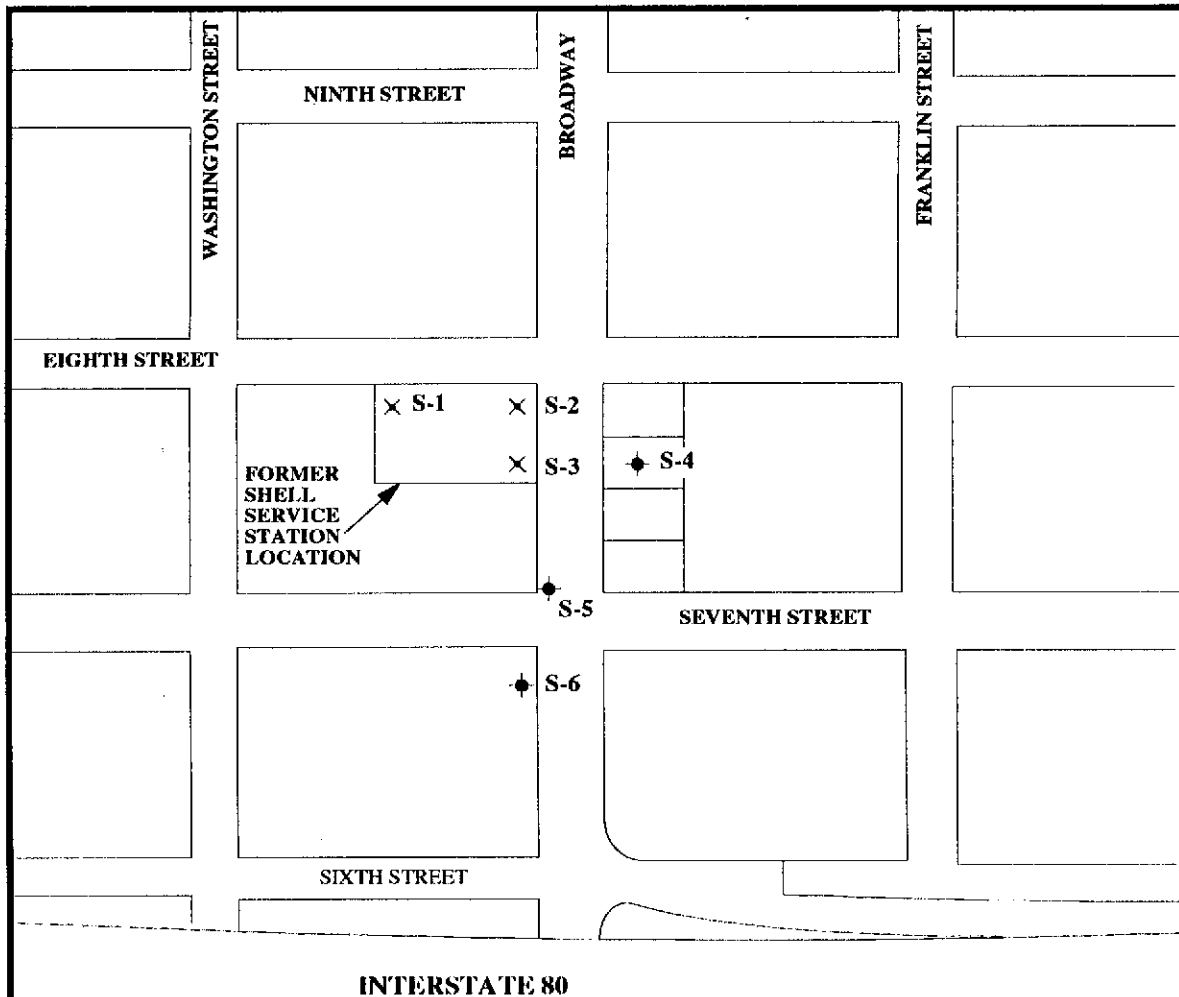 WASHINGTON STREET
NINTH STREET
BROADWAY
FRANKLIN STREET
EIGHTH STREET
S-1
S-2
S-3
S-4
FORMER
SHELL
SERVICE
STATION
LOCATION
S-5
SEVENTH STREET
S-6
SIXTH STREET
INTERSTATE 80